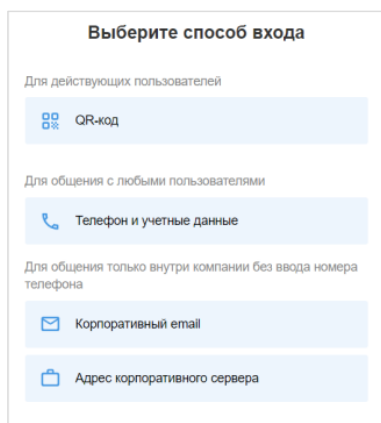 Выберите способ входа
Для действующих пользователей
QR-код
Для общения с любыми пользователями
Телефон и учетные данные
Для общения только внутри компании без ввода номера
телефона
Корпоративный email
Адрес корпоративного сервера